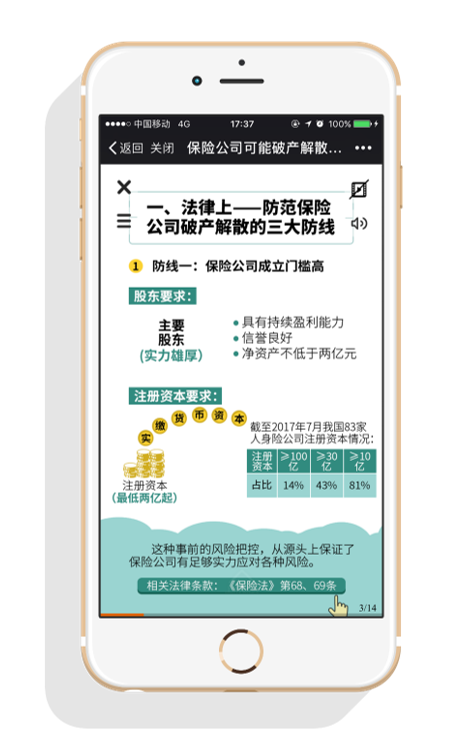 中国移动 4G 17:37 100%
返回 关闭 保险公司可能破产解散...
一、法律上——防范保险
公司破产解散的三大防线
1 防线一：保险公司成立门槛高
股东要求：
主要
股东
(实力雄厚)
具有持续盈利能力
信誉良好
净资产不低于两亿元
注册资本要求：
实缴货币资本
注册资本
(最低两亿起)
截至2017年7月我国83家
人身险公司注册资本情况：
注册资本 ≥100亿 ≥30亿 ≥10亿
占比 14% 43% 81%
这种事前的风险把控，从源头上保证了
保险公司有足够实力应对各种风险。
相关法律条款：《保险法》第68、69条
3/14